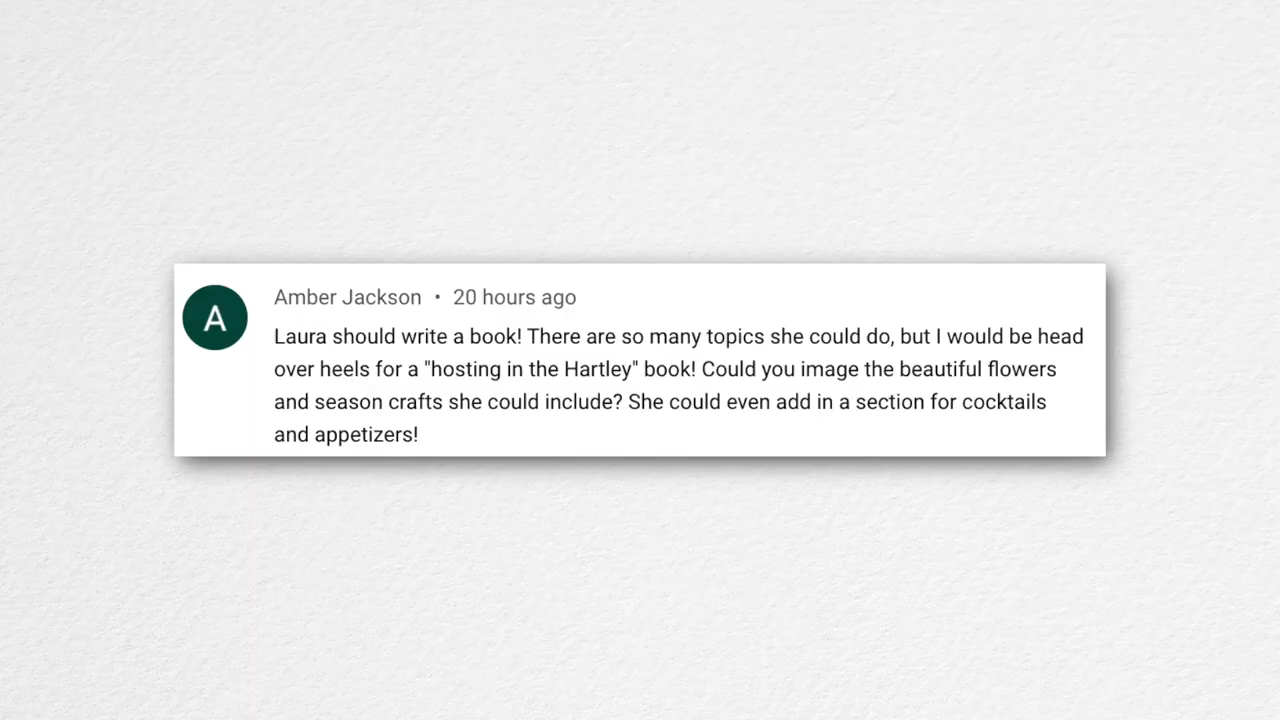 A
Amber Jackson • 20 hours ago
Laura should write a book! There are so many topics she could do, but I would be head
over heels for a "hosting in the Hartley" book! Could you image the beautiful flowers
and season crafts she could include? She could even add in a section for cocktails
and appetizers!